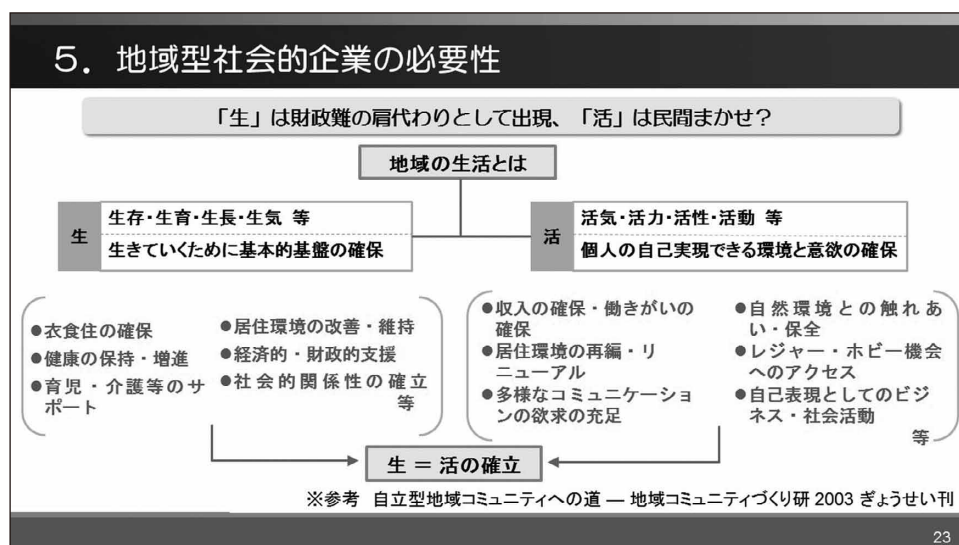 ５．地域型社会的企業の必要性
「生」は財政難の肩代わりとして出現、「活」は民間まかせ？
地域の生活とは
生
生存・生育・生長・生気 等
生きていくために基本的基盤の確保
活
活気・活力・活性・活動 等
個人の自己実現できる環境と意欲の確保
●衣食住の確保
●健康の保持・増進
●育児・介護等のサ
ポート
●居住環境の改善・維持
●経済的・財政的支援
●社会的関係性の確立
等
●収入の確保・働きがいの
確保
●居住環境の再編・リ
ニューアル
●多様なコミュニケーショ
ンの欲求の充足
●自然環境との触れあ
い・保全
●レジャー・ホビー機会
へのアクセス
●自己表現としてのビジ
ネス・社会活動
等
生 = 活の確立
※参考 自立型地域コミュニティへの道 ― 地域コミュニティづくり研 2003 ぎょうせい刊
23